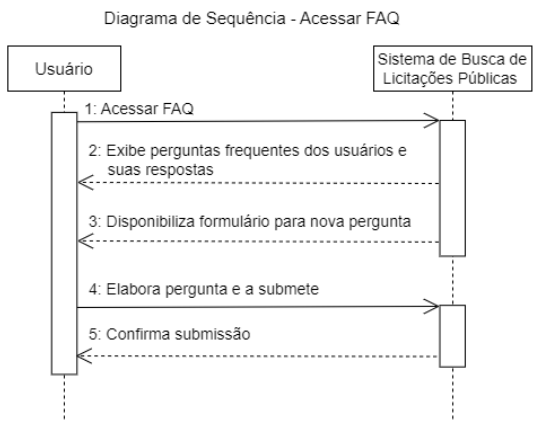 Diagrama de Sequência - Acessar FAQ
Usuário
Sistema de Busca de
Licitações Públicas
1: Acessar FAQ
2: Exibe perguntas frequentes dos usuários e
suas respostas
3: Disponibiliza formulário para nova pergunta
4: Elabora pergunta e a submete
5: Confirma submissão